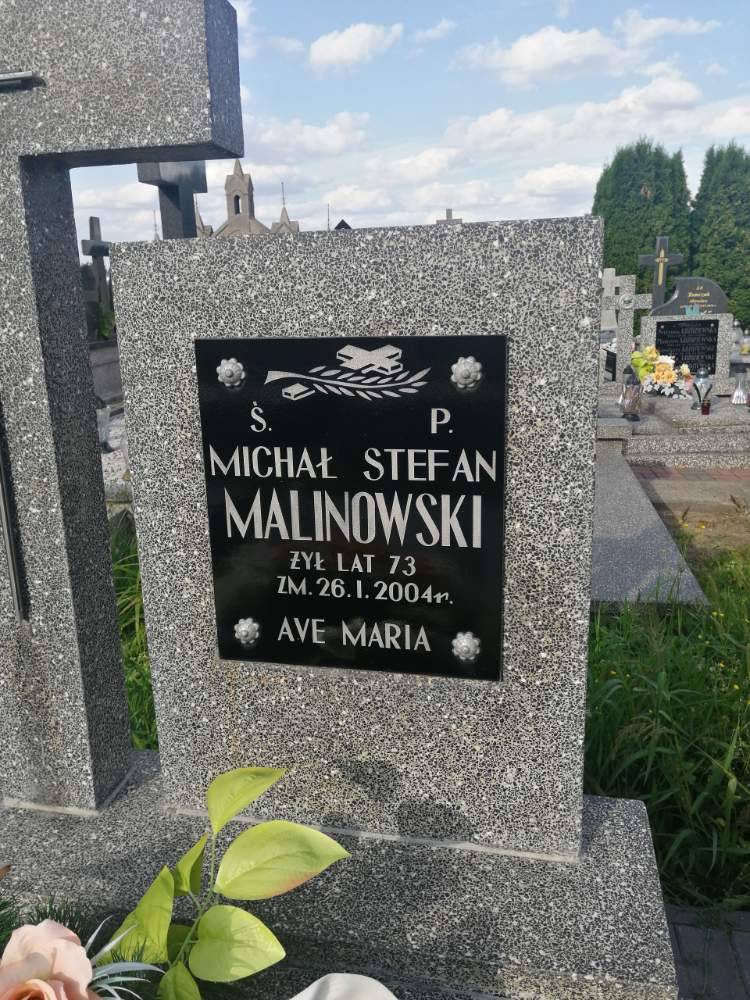 Ś. P.
MICHAŁ STEFAN
MALINOWSKI
ŻYŁ LAT 73
ZM. 26. I. 2004r.
AVE MARIA